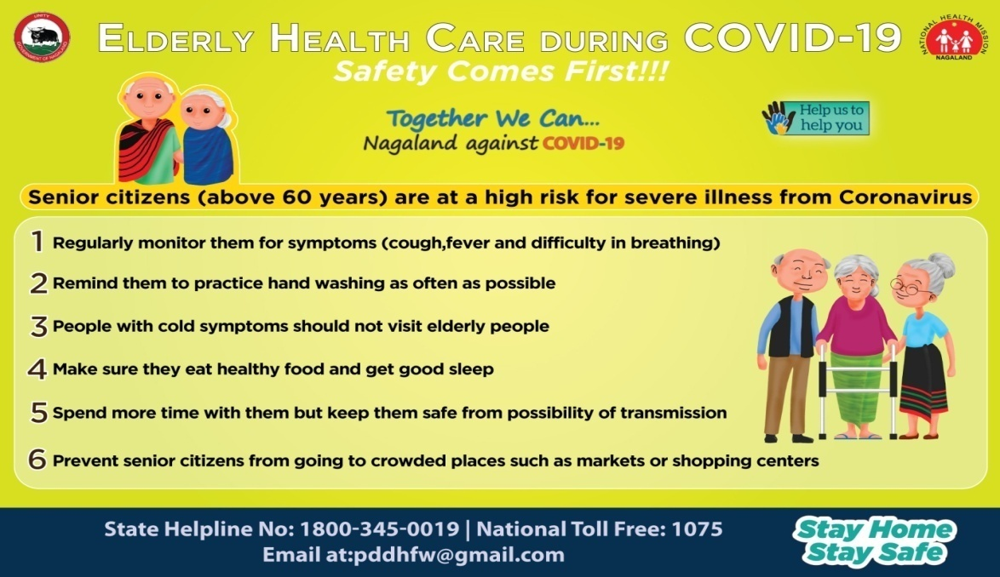 UNITY
GOVERNMENT OF NAGALAND
ELDERLY HEALTH CARE DURING COVID-19
NATIONAL HEALTH MISSION
NAGALAND
Safety Comes First!!!
Together We Can...
Nagaland against COVID-19
Help us to
help you
Senior citizens (above 60 years) are at a high risk for severe illness from Coronavirus
1 Regularly monitor them for symptoms (cough,fever and difficulty in breathing)
2 Remind them to practice hand washing as often as possible
3 People with cold symptoms should not visit elderly people
4 Make sure they eat healthy food and get good sleep
5 Spend more time with them but keep them safe from possibility of transmission
6 Prevent senior citizens from going to crowded places such as markets or shopping centers
State Helpline No: 1800-345-0019 | National Toll Free: 1075
Email at:pddhfw@gmail.com
Stay Home
Stay Safe